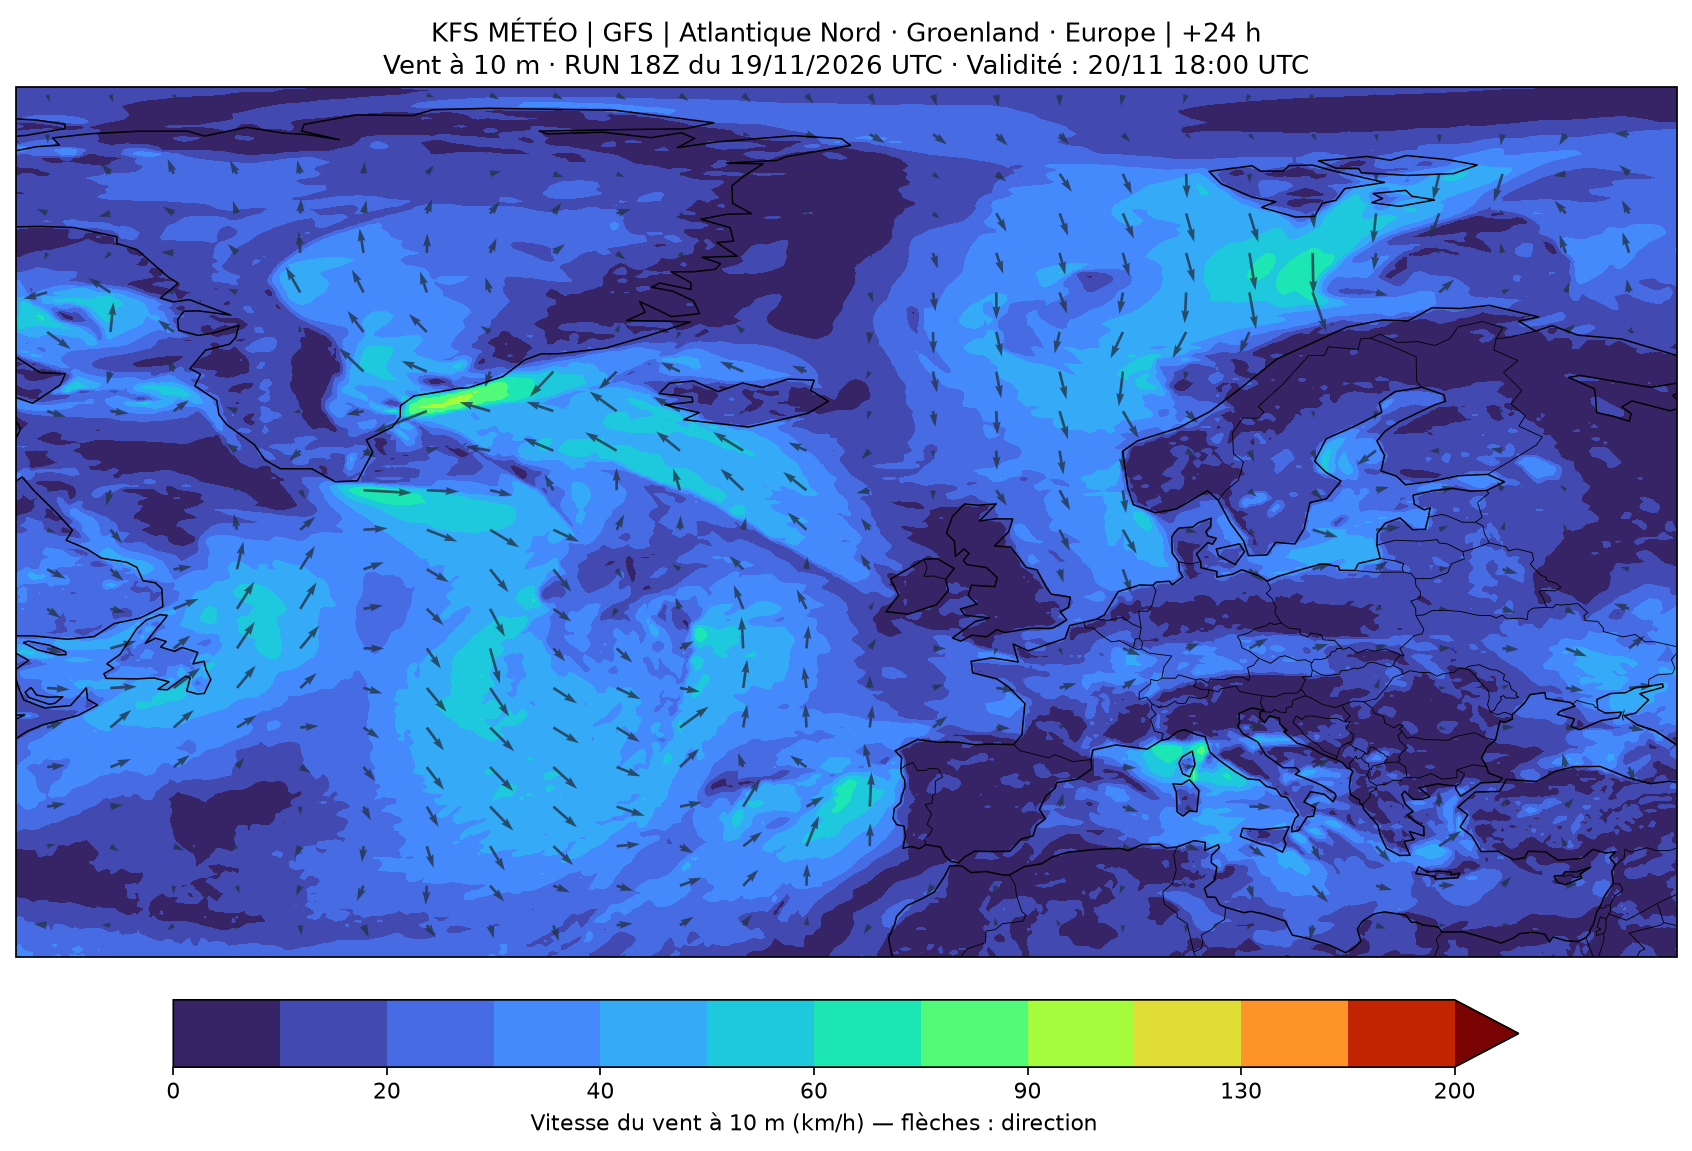 KFS MÉTÉO | GFS | Atlantique Nord · Groenland · Europe | +24 h
Vent à 10 m · RUN 18Z du 19/11/2026 UTC · Validité : 20/11 18:00 UTC
0 20 40 60 90 130 200
Vitesse du vent à 10 m (km/h) — flèches : direction